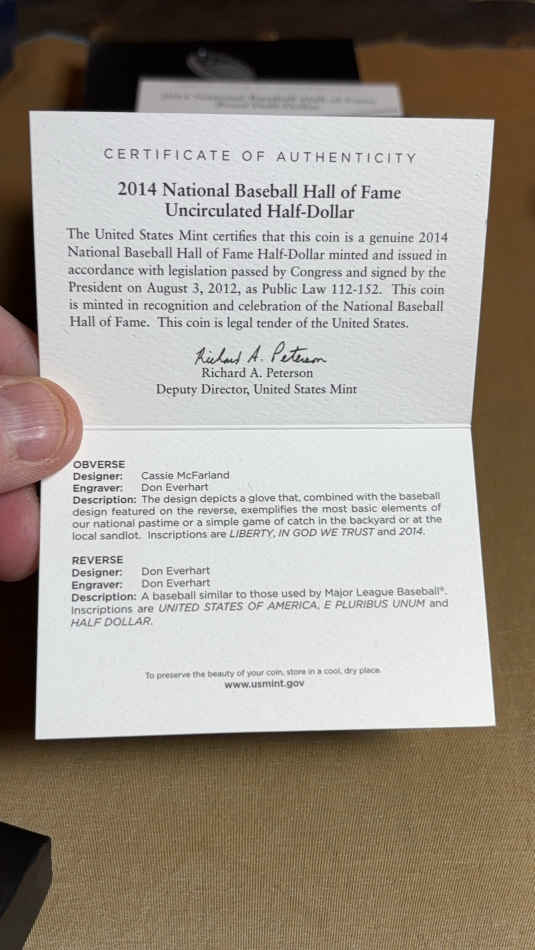 CERTIFICATE OF AUTHENTICITY
2014 National Baseball Hall of Fame
Uncirculated Half-Dollar
The United States Mint certifies that this coin is a genuine 2014
National Baseball Hall of Fame Half-Dollar minted and issued in
accordance with legislation passed by Congress and signed by the
President on August 3, 2012, as Public Law 112-152. This coin
is minted in recognition and celebration of the National Baseball
Hall of Fame. This coin is legal tender of the United States.
Richard A. Peterson
Richard A. Peterson
Deputy Director, United States Mint
OBVERSE
Designer: Cassie McFarland
Engraver: Don Everhart
Description: The design depicts a glove that, combined with the baseball
design featured on the reverse, exemplifies the most basic elements of
our national pastime or a simple game of catch in the backyard or at the
local sandlot. Inscriptions are LIBERTY, IN GOD WE TRUST and 2014.
REVERSE
Designer: Don Everhart
Engraver: Don Everhart
Description: A baseball similar to those used by Major League Baseball®.
Inscriptions are UNITED STATES OF AMERICA, E PLURIBUS UNUM and
HALF DOLLAR.
To preserve the beauty of your coin, store in a cool, dry place.
www.usmint.gov